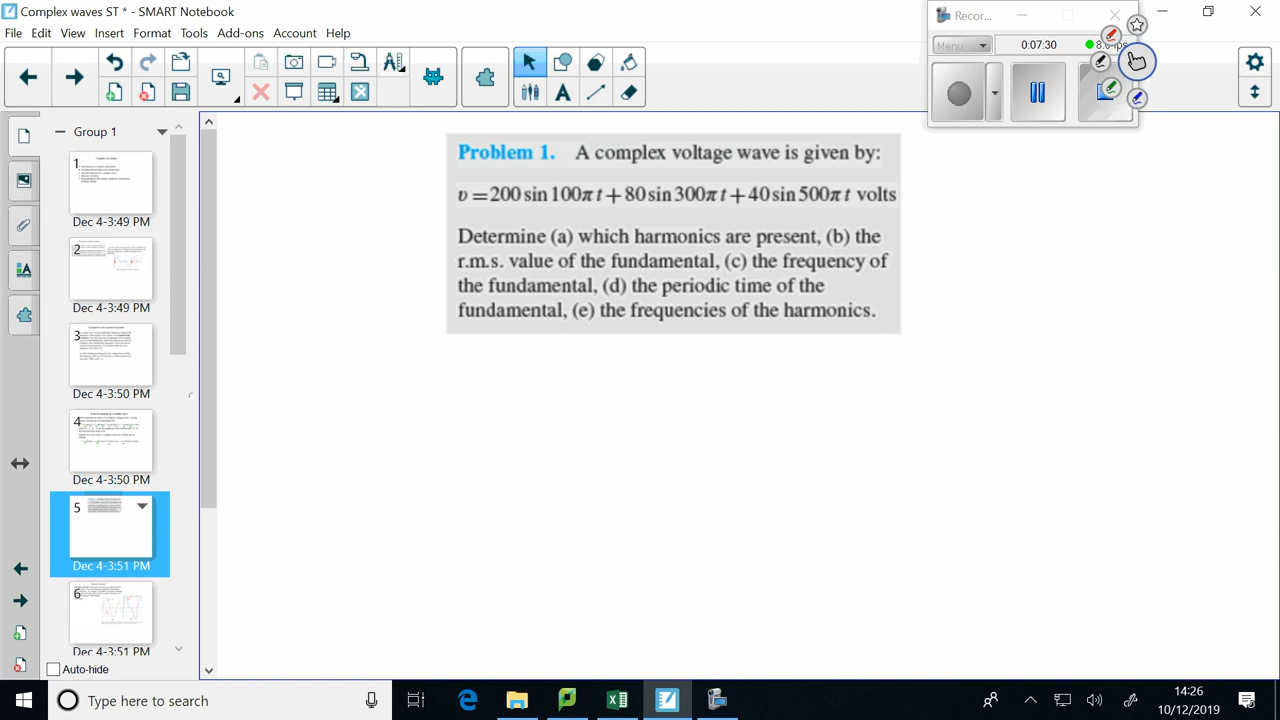 Complex waves ST * - SMART Notebook
File Edit View Insert Format Tools Add-ons Account Help
Recor...
Menu
0:07:30
Group 1
1
Dec 4-3:49 PM
2
Dec 4-3:49 PM
3
Dec 4-3:50 PM
4
Dec 4-3:50 PM
5
Dec 4-3:51 PM
6
Dec 4-3:51 PM
Auto-hide
Problem 1. A complex voltage wave is given by:
v = 200 sin 100π t + 80 sin 300π t + 40 sin 500π t volts
Determine (a) which harmonics are present, (b) the
r.m.s. value of the fundamental, (c) the frequency of
the fundamental, (d) the periodic time of the
fundamental, (e) the frequencies of the harmonics.
Type here to search
14:26
10/12/2019